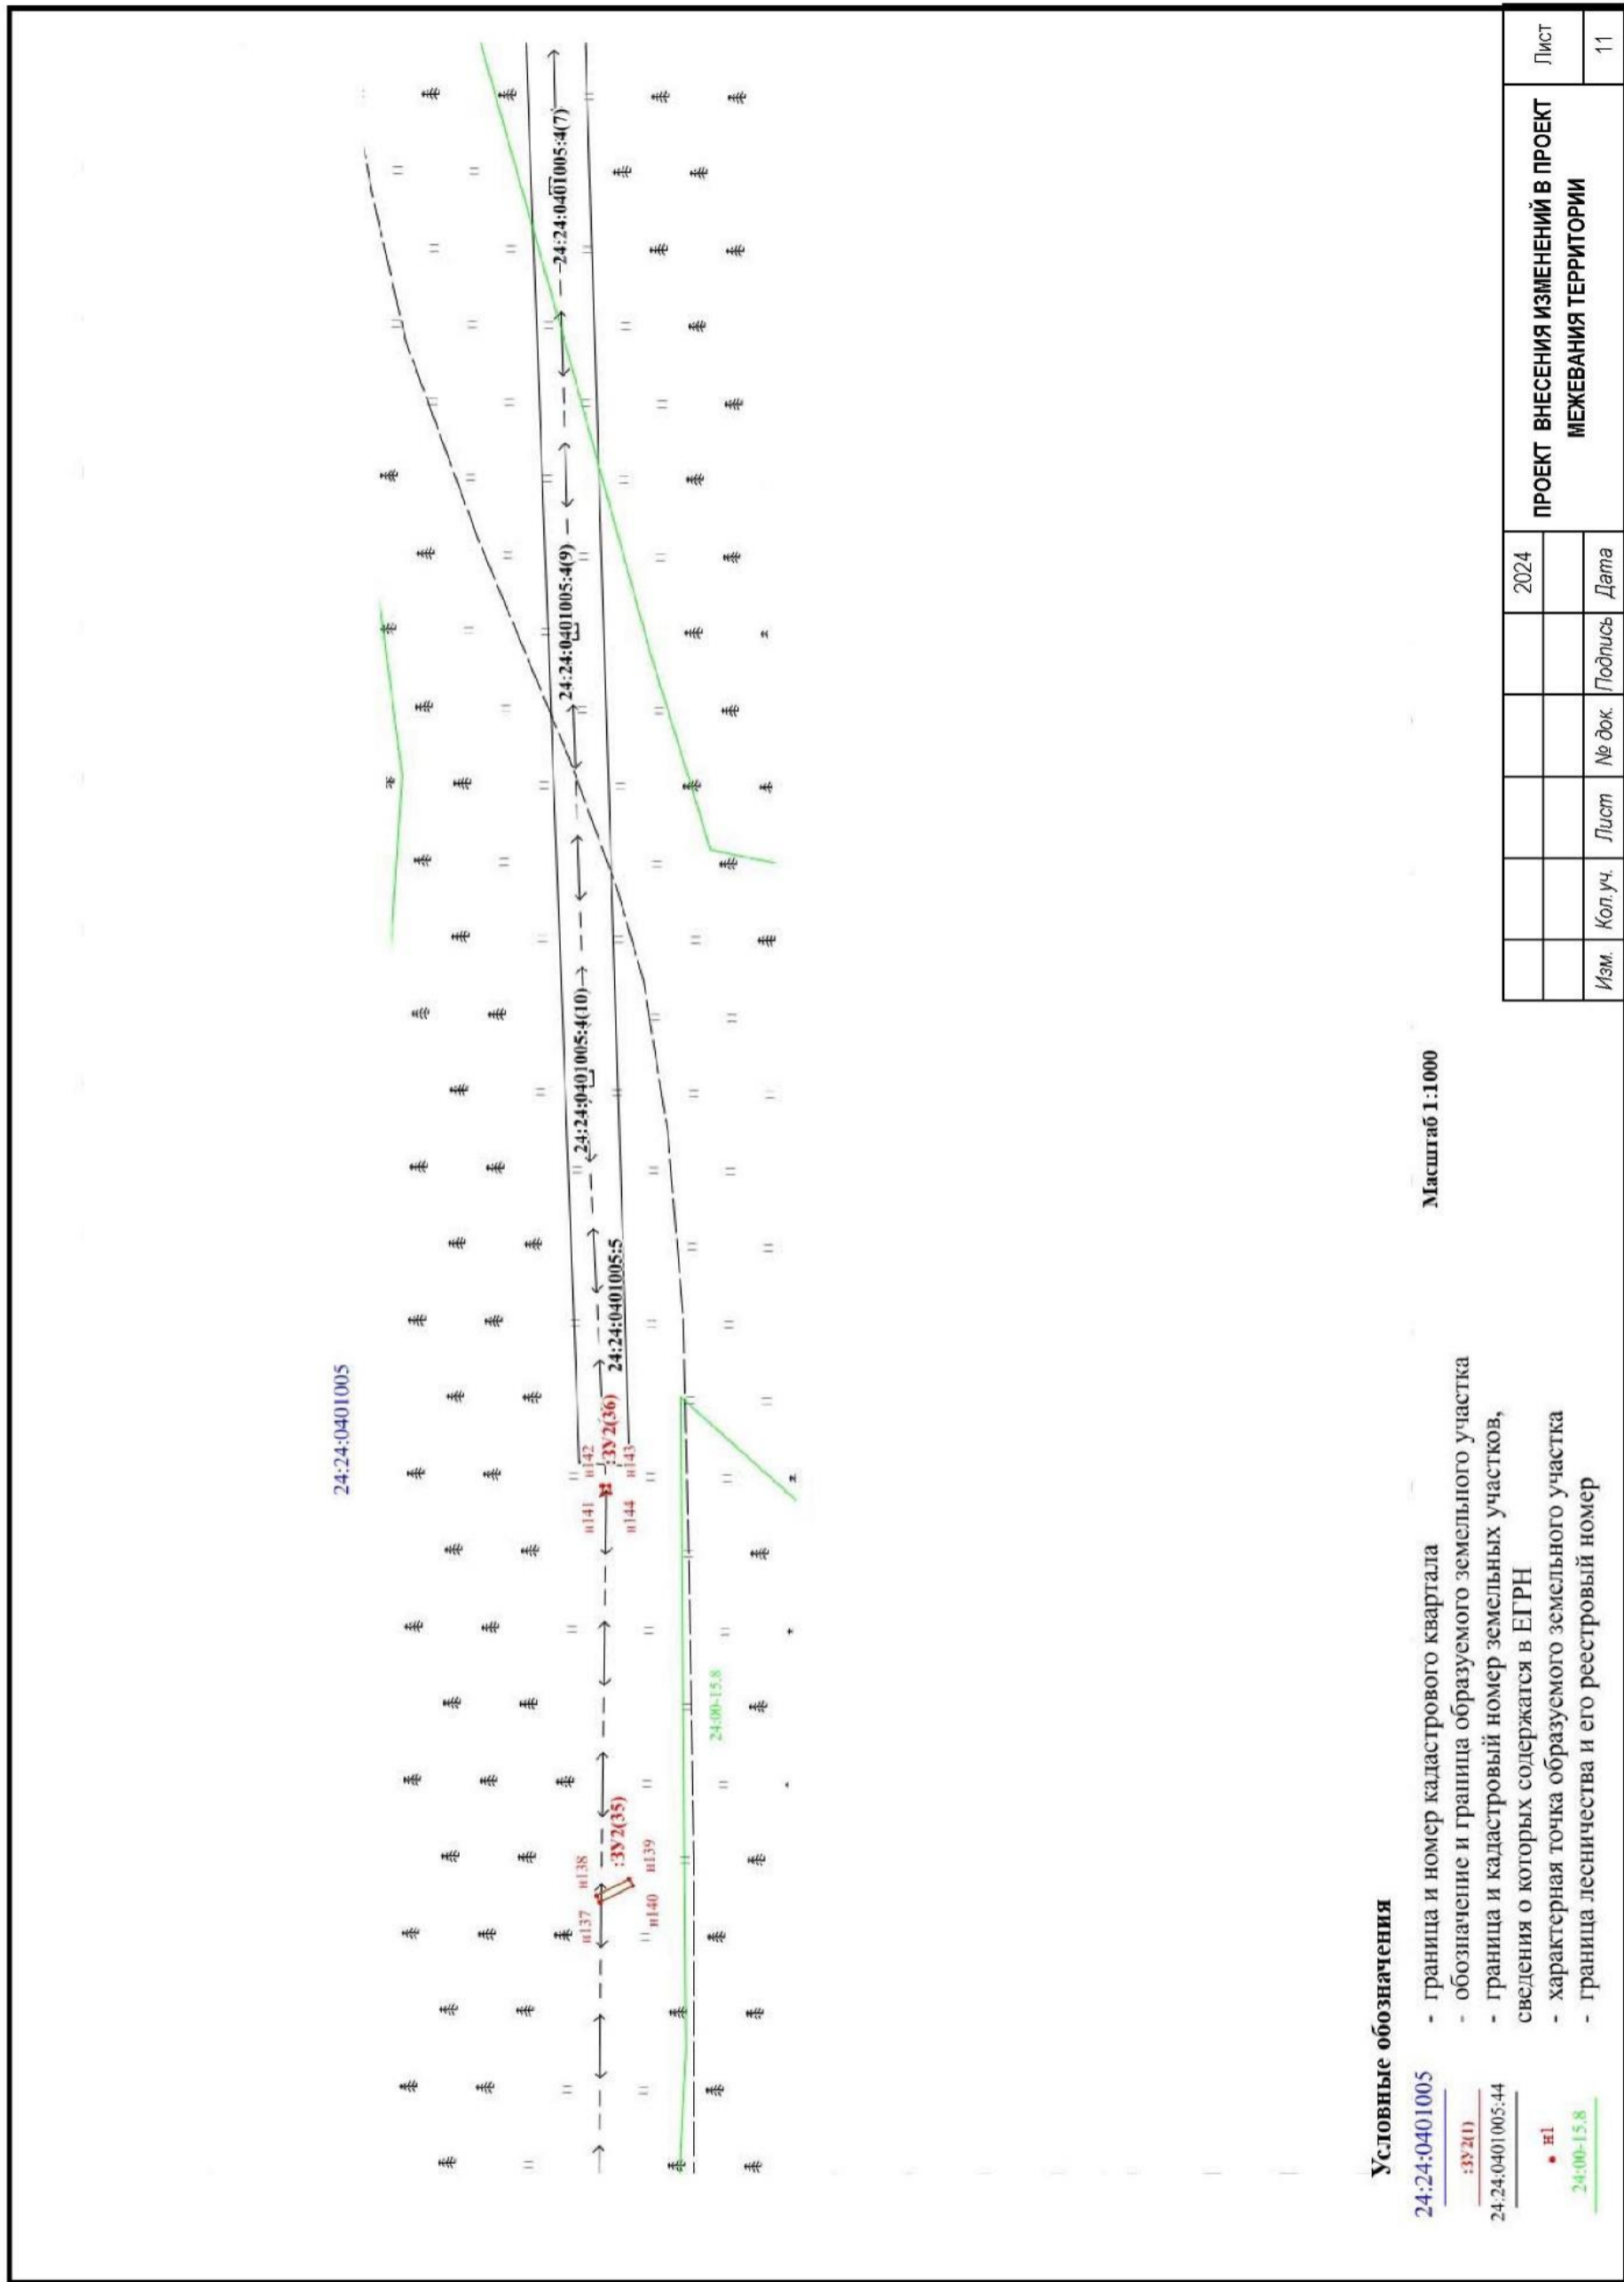 24:24:0401005
н137
н138
:ЗУ2(35)
н139
н140
24:00-15.8
н141
н142
:ЗУ2(36)
н143
н144
24:24:0401005:5
24:24:0401005:4(10)
24:24:0401005:4(9)
24:24:0401005:4(7)
Условные обозначения
24:24:0401005 - граница и номер кадастрового квартала
:ЗУ2(1) - обозначение и граница образуемого земельного участка
24:24:0401005:44 - граница и кадастровый номер земельных участков,
сведения о которых содержатся в ЕГРН
н1 - характерная точка образуемого земельного участка
24:00-15.8 - граница лесничества и его реестровый номер
Масштаб 1:1000
2024
Изм. Кол.уч. Лист № док. Подпись Дата
ПРОЕКТ ВНЕСЕНИЯ ИЗМЕНЕНИЙ В ПРОЕКТ
МЕЖЕВАНИЯ ТЕРРИТОРИИ
Лист
11